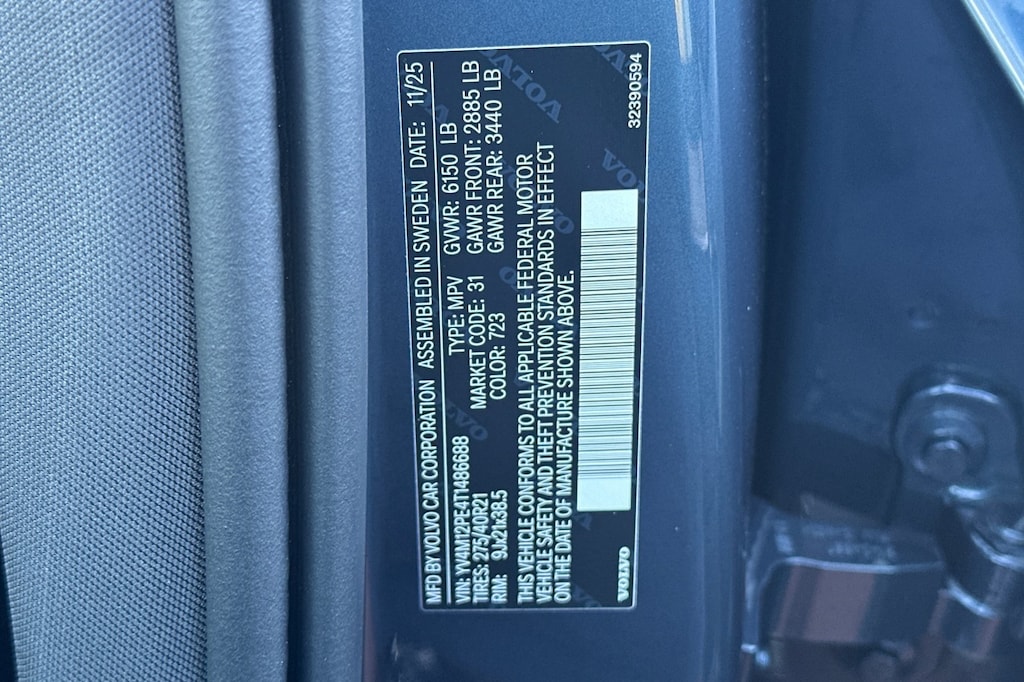 MFD BY VOLVO CAR CORPORATION ASSEMBLED IN SWEDEN DATE: 11/25
VIN: YV4M12PE4T1486688 TYPE: MPV GVWR: 6150 LB
TIRES: 275/40R21 MARKET CODE: 31 GAWR FRONT: 2885 LB
RIM: 9Jx21x38.5 COLOR: 723 GAWR REAR: 3440 LB
THIS VEHICLE CONFORMS TO ALL APPLICABLE FEDERAL MOTOR
VEHICLE SAFETY AND THEFT PREVENTION STANDARDS IN EFFECT
ON THE DATE OF MANUFACTURE SHOWN ABOVE.
VOLVO 32390594